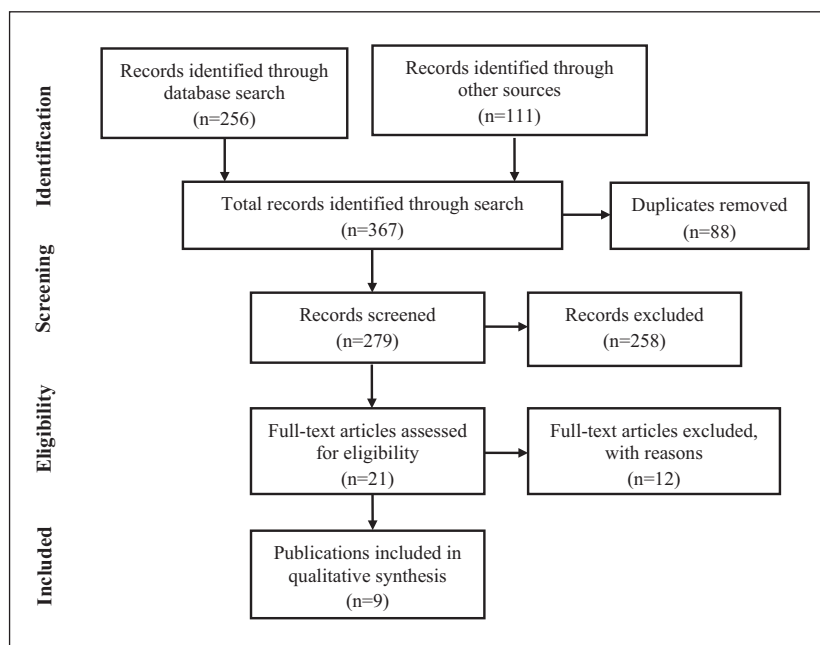 Identification
Records identified through
database search
(n=256)
Records identified through
other sources
(n=111)
Total records identified through search
(n=367)
Duplicates removed
(n=88)
Screening
Records screened
(n=279)
Records excluded
(n=258)
Eligibility
Full-text articles assessed
for eligibility
(n=21)
Full-text articles excluded,
with reasons
(n=12)
Included
Publications included in
qualitative synthesis
(n=9)